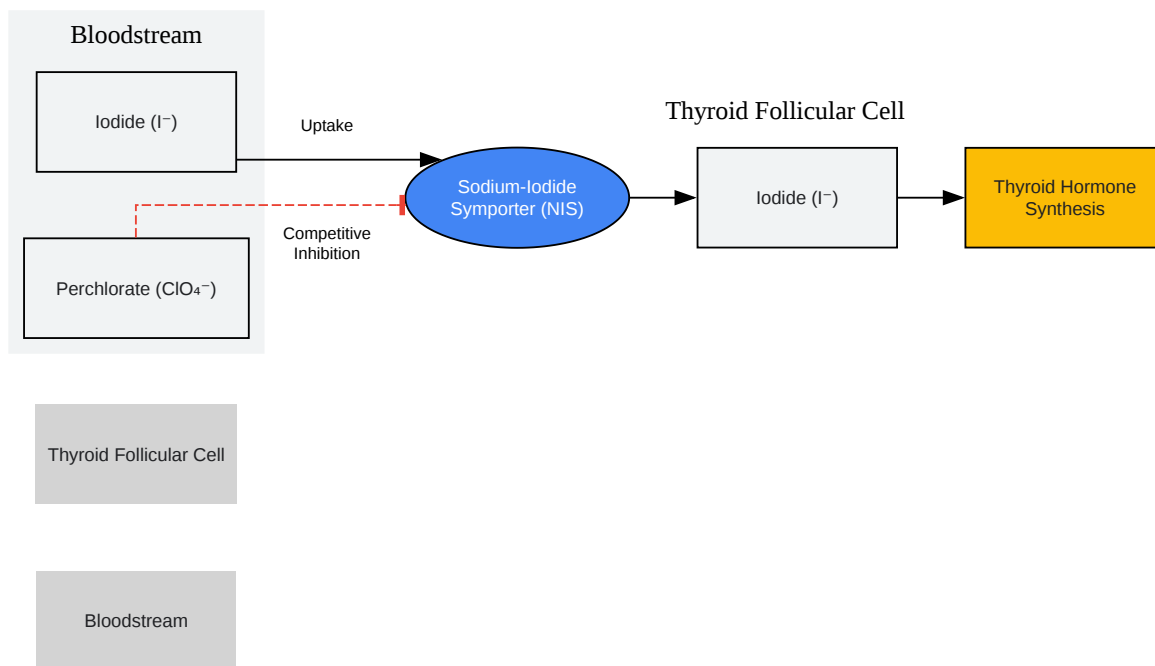 Bloodstream
Iodide (I⁻)
Uptake
Perchlorate (ClO₄⁻)
Competitive
Inhibition
Sodium-Iodide
Symporter (NIS)
Thyroid Follicular Cell
Iodide (I⁻)
Thyroid Hormone
Synthesis
Thyroid Follicular Cell
Bloodstream